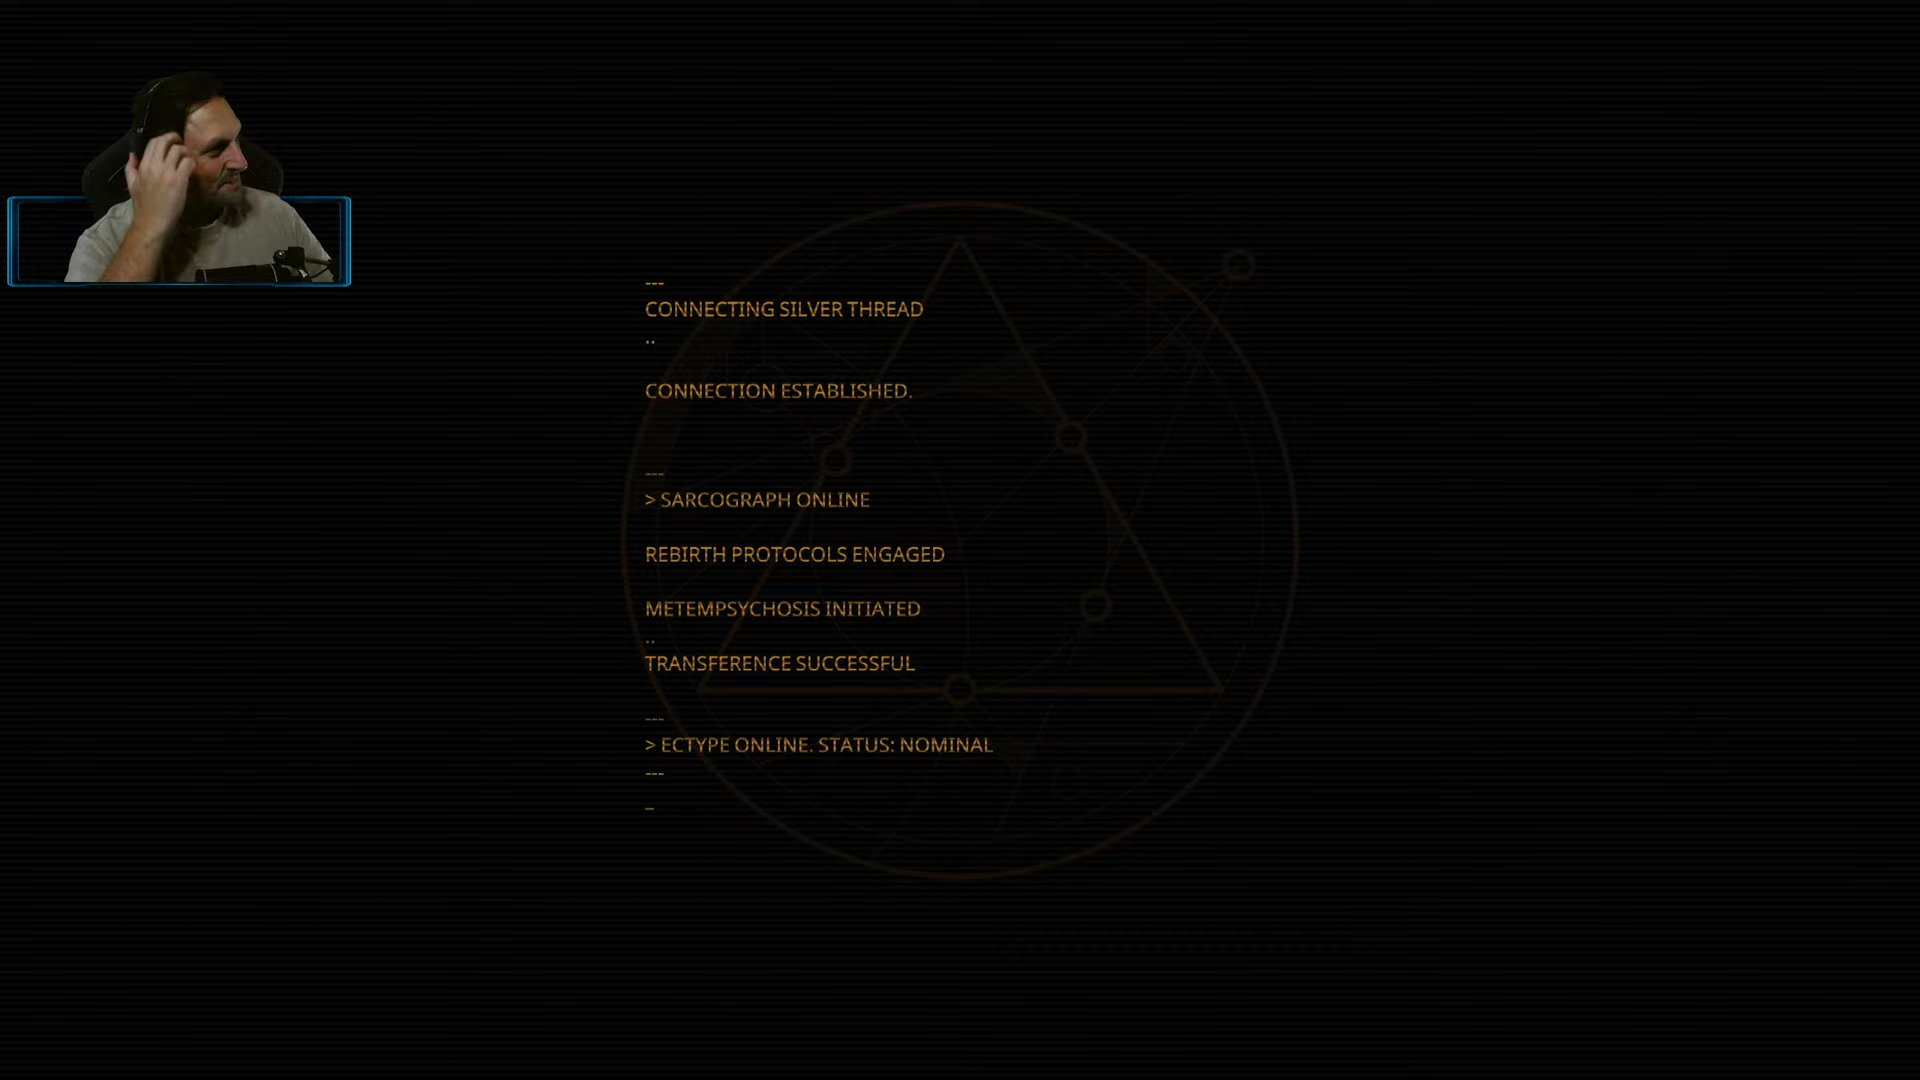 ---
CONNECTING SILVER THREAD
..
CONNECTION ESTABLISHED.
---
> SARCOGRAPH ONLINE
REBIRTH PROTOCOLS ENGAGED
METEMPSYCHOSIS INITIATED
..
TRANSFERENCE SUCCESSFUL
---
> ECTYPE ONLINE. STATUS: NOMINAL
---
_